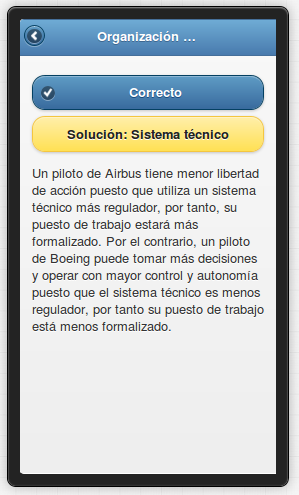 Organización ...
Correcto
Solución: Sistema técnico
Un piloto de Airbus tiene menor libertad
de acción puesto que utiliza un sistema
técnico más regulador, por tanto, su
puesto de trabajo estará más
formalizado. Por el contrario, un piloto
de Boeing puede tomar más decisiones
y operar con mayor control y autonomía
puesto que el sistema técnico es menos
regulador, por tanto su puesto de trabajo
está menos formalizado.